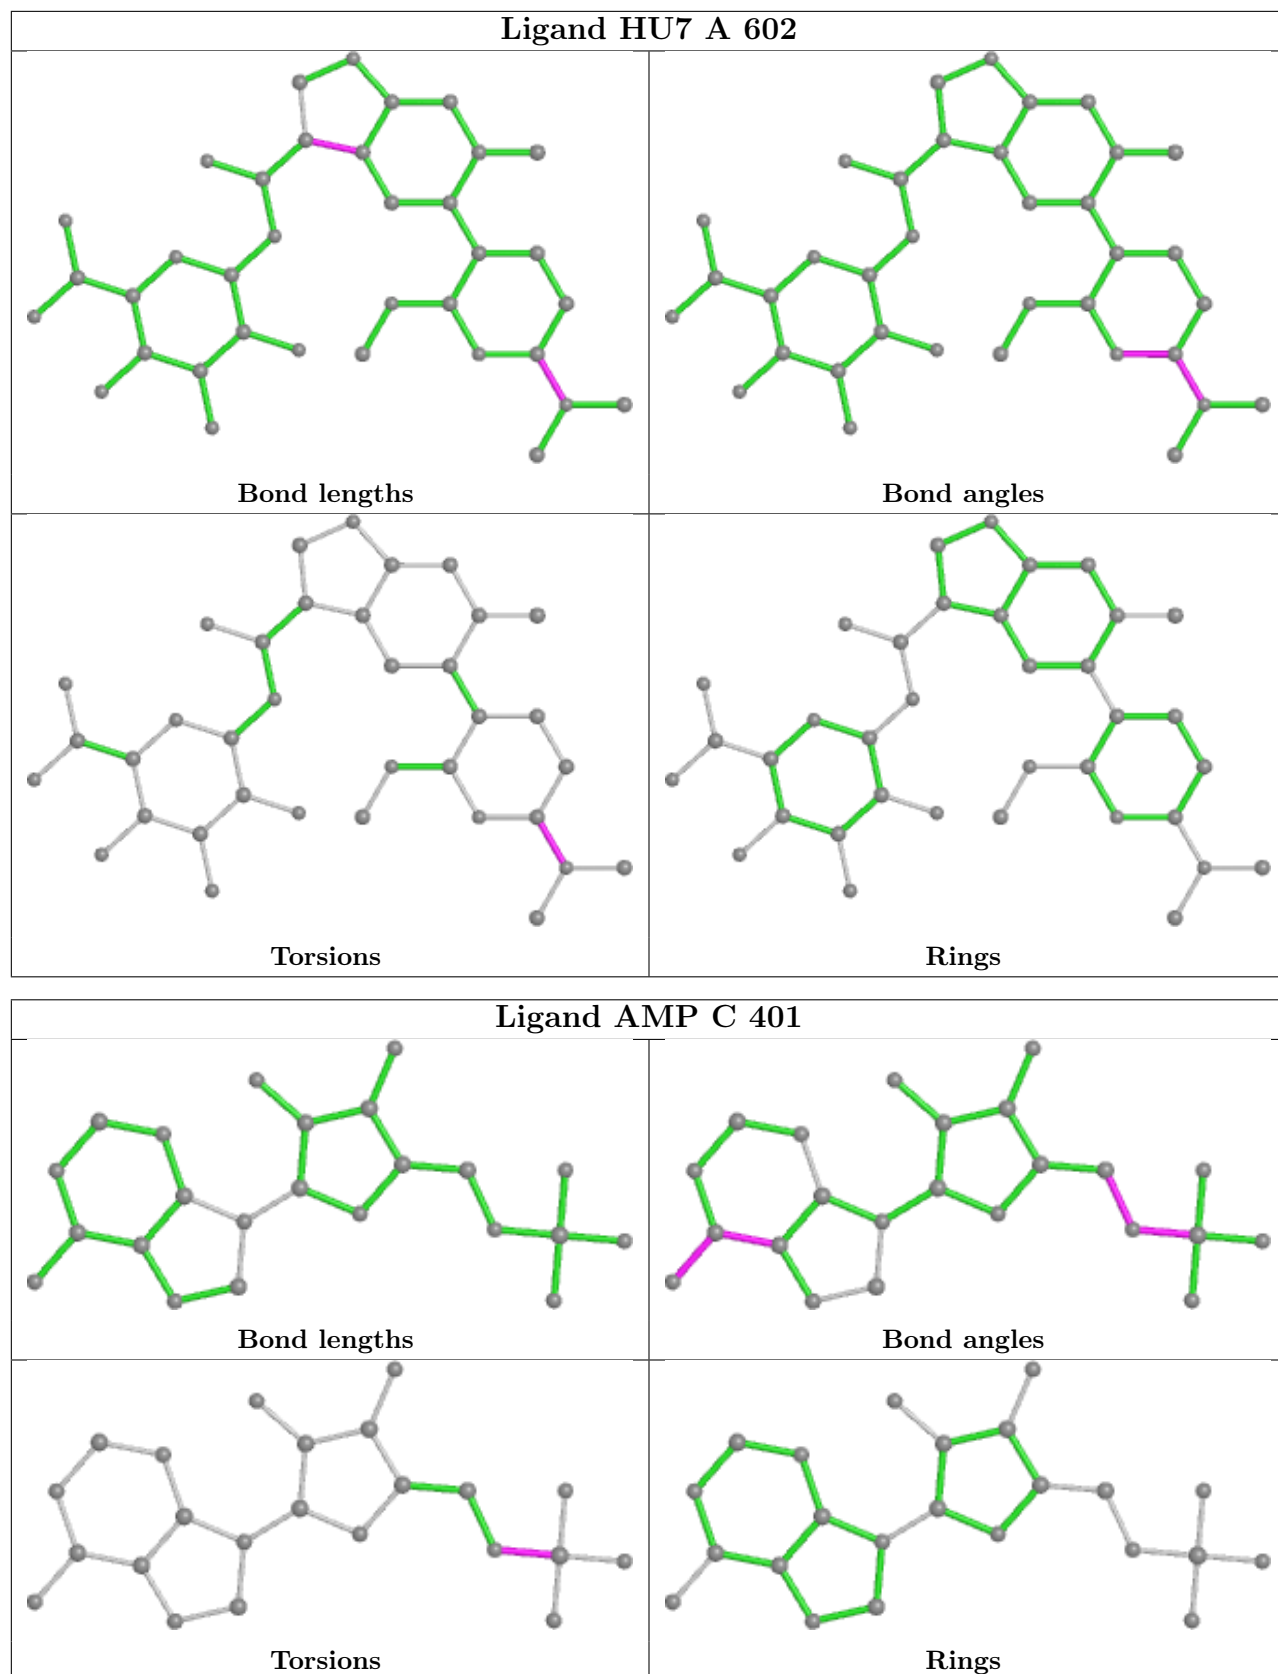 Ligand HU7 A 602
Bond lengths
Bond angles
Torsions
Rings
Ligand AMP C 401
Bond lengths
Bond angles
Torsions
Rings